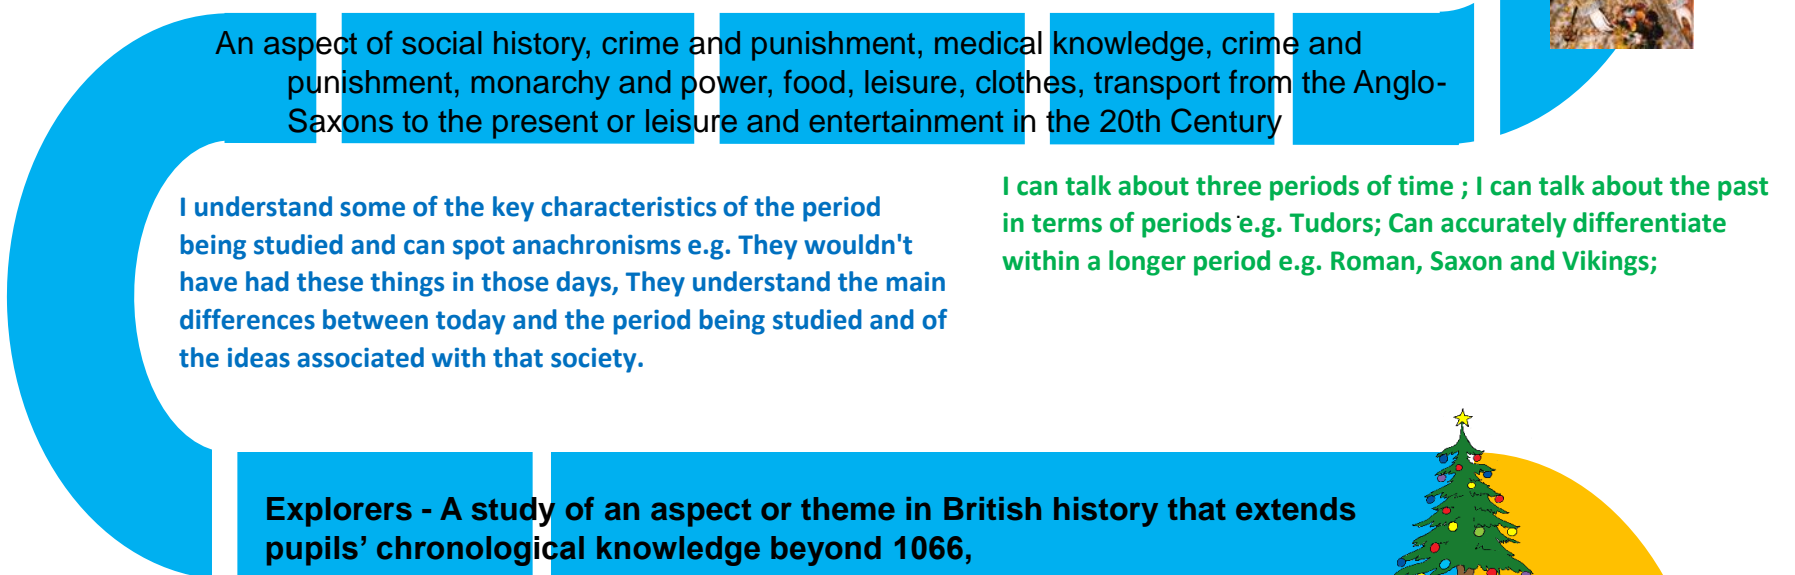 An aspect of social history, crime and punishment, medical knowledge, crime and
punishment, monarchy and power, food, leisure, clothes, transport from the Anglo-
Saxons to the present or leisure and entertainment in the 20th Century
I understand some of the key characteristics of the period
being studied and can spot anachronisms e.g. They wouldn't
have had these things in those days, They understand the main
differences between today and the period being studied and of
the ideas associated with that society.
I can talk about three periods of time ; I can talk about the past
in terms of periods e.g. Tudors; Can accurately differentiate
within a longer period e.g. Roman, Saxon and Vikings;
Explorers - A study of an aspect or theme in British history that extends
pupils’ chronological knowledge beyond 1066,